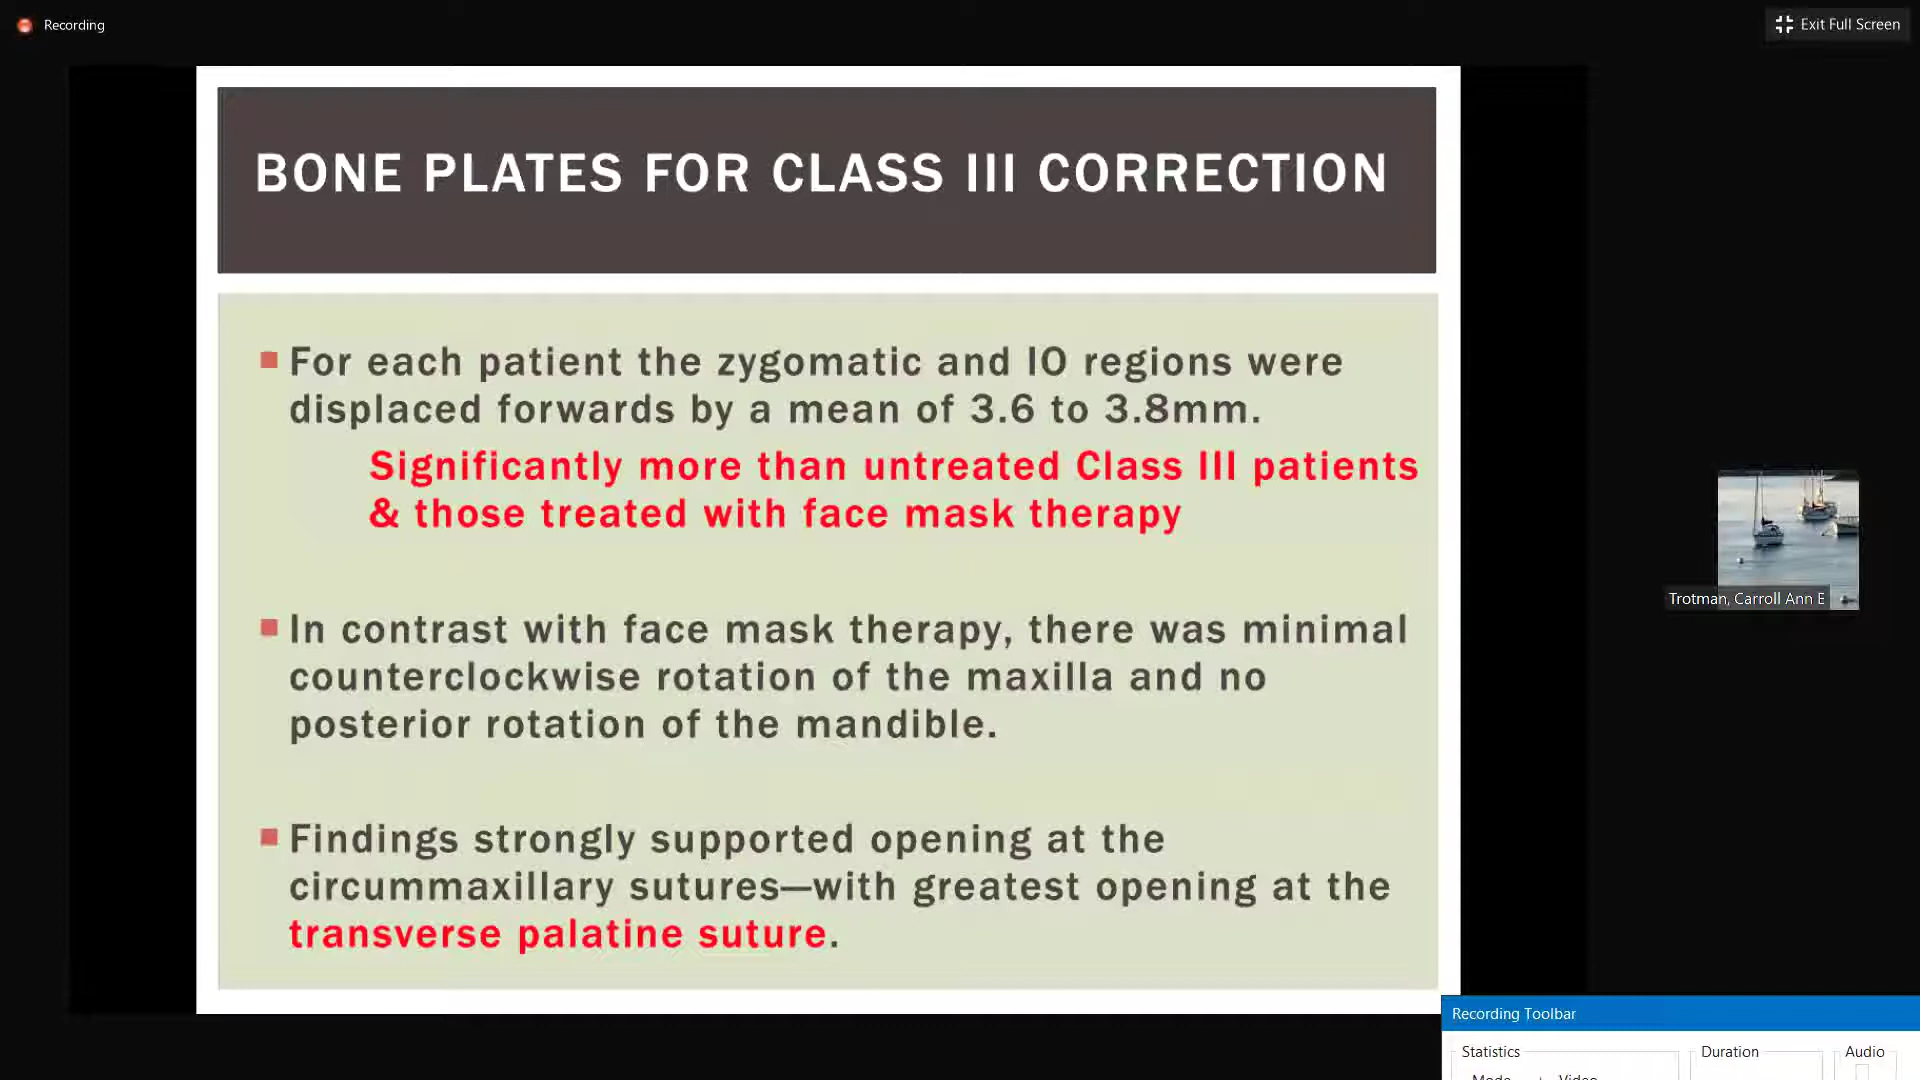 Recording
Exit Full Screen
BONE PLATES FOR CLASS III CORRECTION
For each patient the zygomatic and IO regions were
displaced forwards by a mean of 3.6 to 3.8mm.
Significantly more than untreated Class III patients
& those treated with face mask therapy
In contrast with face mask therapy, there was minimal
counterclockwise rotation of the maxilla and no
posterior rotation of the mandible.
Findings strongly supported opening at the
circummaxillary sutures—with greatest opening at the
transverse palatine suture.
Trotman, Carroll Ann E
Recording Toolbar
Statistics
Duration
Audio
Mode
Video